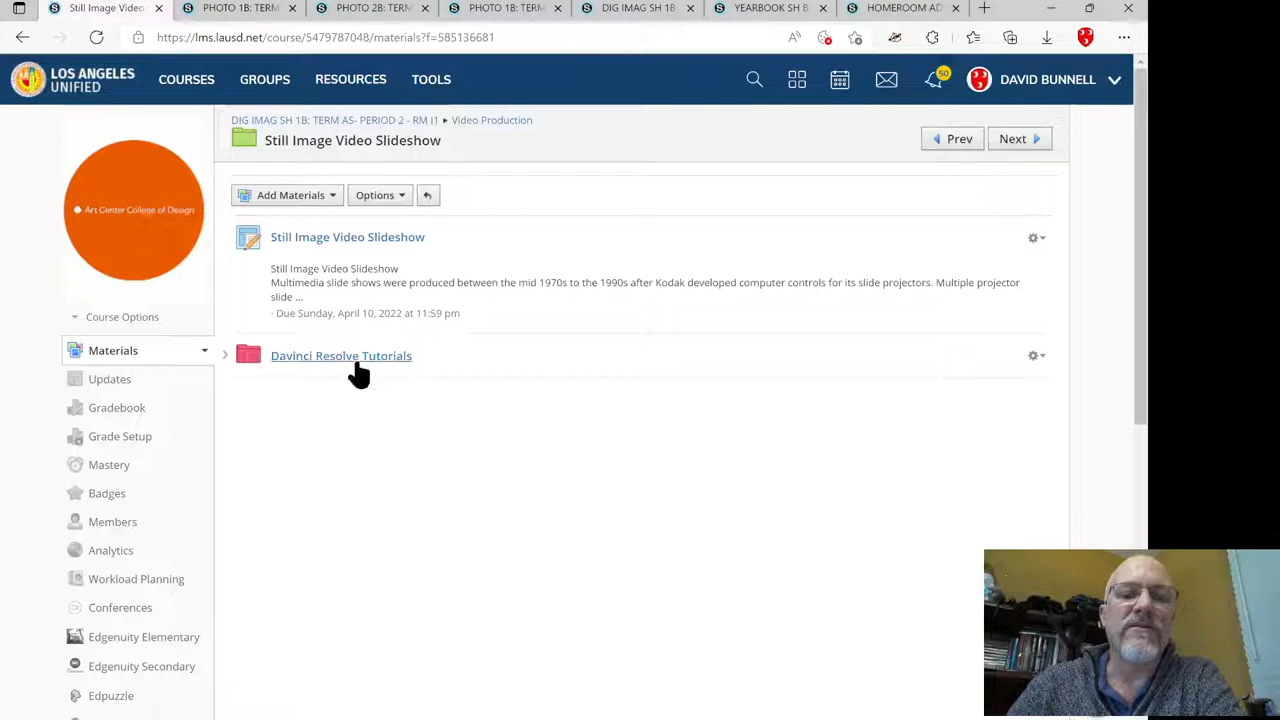 Still Image Video
PHOTO 1B: TERM
PHOTO 2B: TERM
PHOTO 1B: TERM
DIG IMAG SH 1B:
YEARBOOK SH B
HOMEROOM AD
https://lms.lausd.net/course/5479787048/materials?f=585136681
LOS ANGELES
UNIFIED
COURSES
GROUPS
RESOURCES
TOOLS
50
DAVID BUNNELL
DIG IMAG SH 1B: TERM AS- PERIOD 2 - RM I1 ▸ Video Production
Still Image Video Slideshow
Prev
Next
Art Center College of Design
Add Materials
Options
Still Image Video Slideshow
Still Image Video Slideshow
Multimedia slide shows were produced between the mid 1970s to the 1990s after Kodak developed computer controls for its slide projectors. Multiple projector
slide ...
· Due Sunday, April 10, 2022 at 11:59 pm
Davinci Resolve Tutorials
Course Options
Materials
Updates
Gradebook
Grade Setup
Mastery
Badges
Members
Analytics
Workload Planning
Conferences
Edgenuity Elementary
Edgenuity Secondary
Edpuzzle